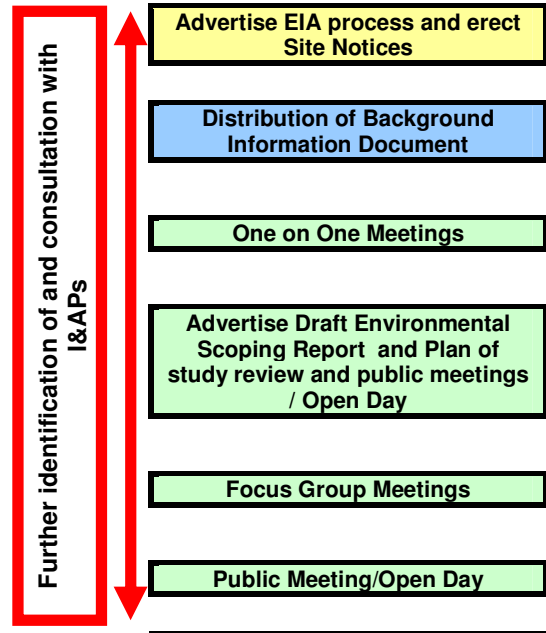 Further identification of and consultation with
I&APs
Advertise EIA process and erect
Site Notices
Distribution of Background
Information Document
One on One Meetings
Advertise Draft Environmental
Scoping Report and Plan of
study review and public meetings
/ Open Day
Focus Group Meetings
Public Meeting/Open Day